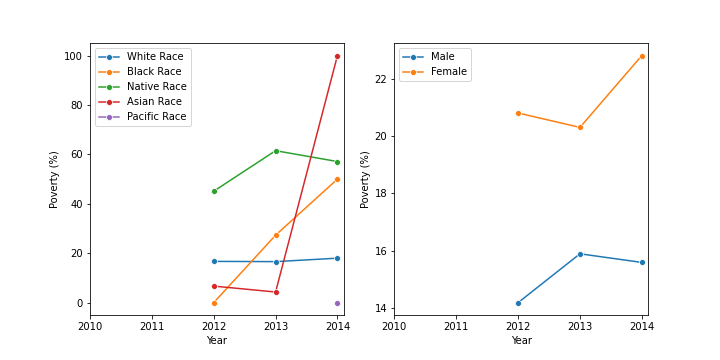 White Race
Black Race
Native Race
Asian Race
Pacific Race
100
80
60
40
20
0
Poverty (%)
2010
2011
2012
2013
2014
Year
Male
Female
22
20
18
16
14
Poverty (%)
2010
2011
2012
2013
2014
Year